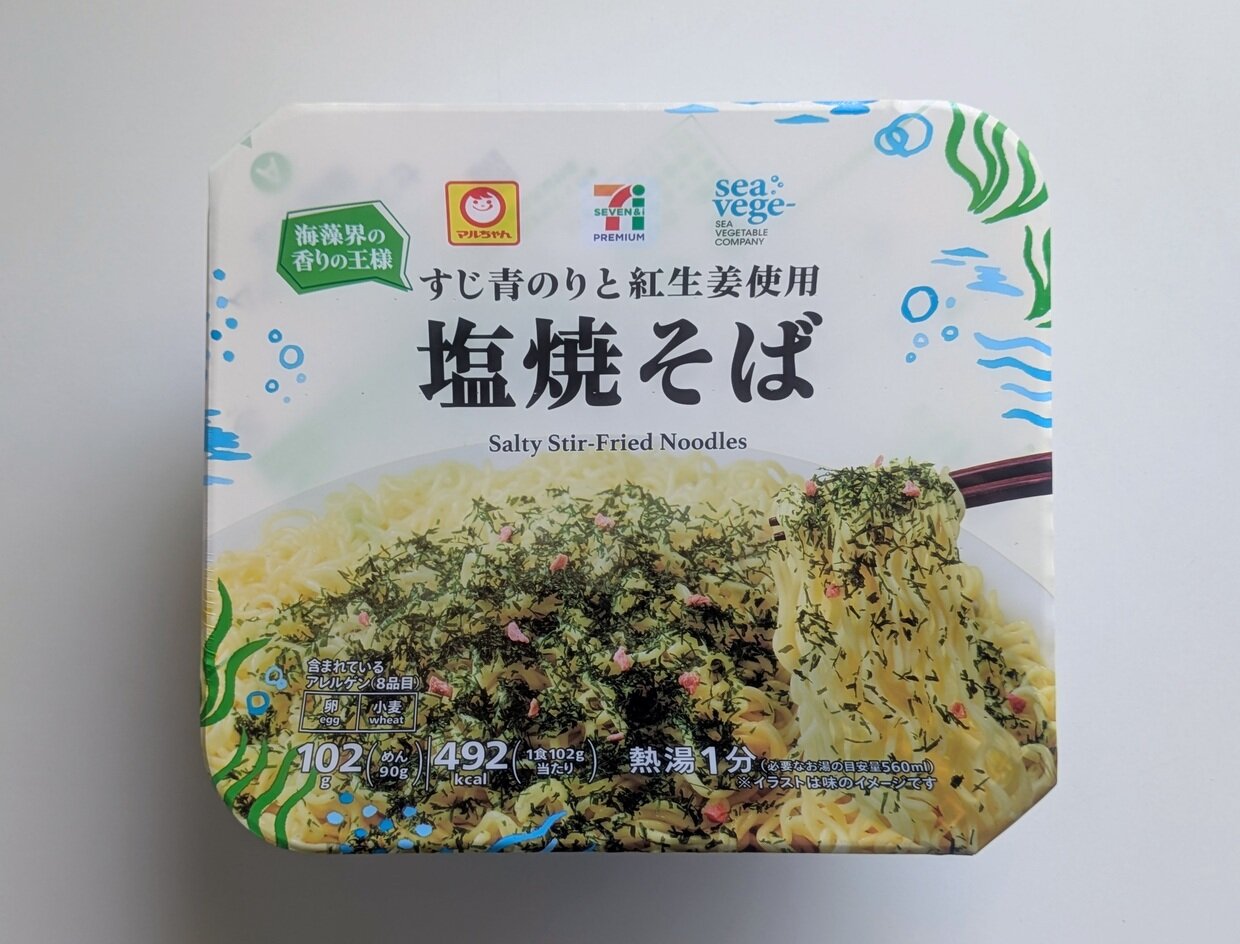 マルちゃん
SEVEN&i
PREMIUM
sea
vege-
SEA
VEGETABLE
COMPANY
海藻界の
香りの王様
すじ青のりと紅生姜使用
塩焼そば
Salty Stir-Fried Noodles
含まれている
アレルゲン(8品目)
卵 小麦
egg wheat
102g(めん90g) 492kcal(1食102g当たり) 熱湯1分(必要なお湯の目安量560ml)
※イラストは味のイメージです